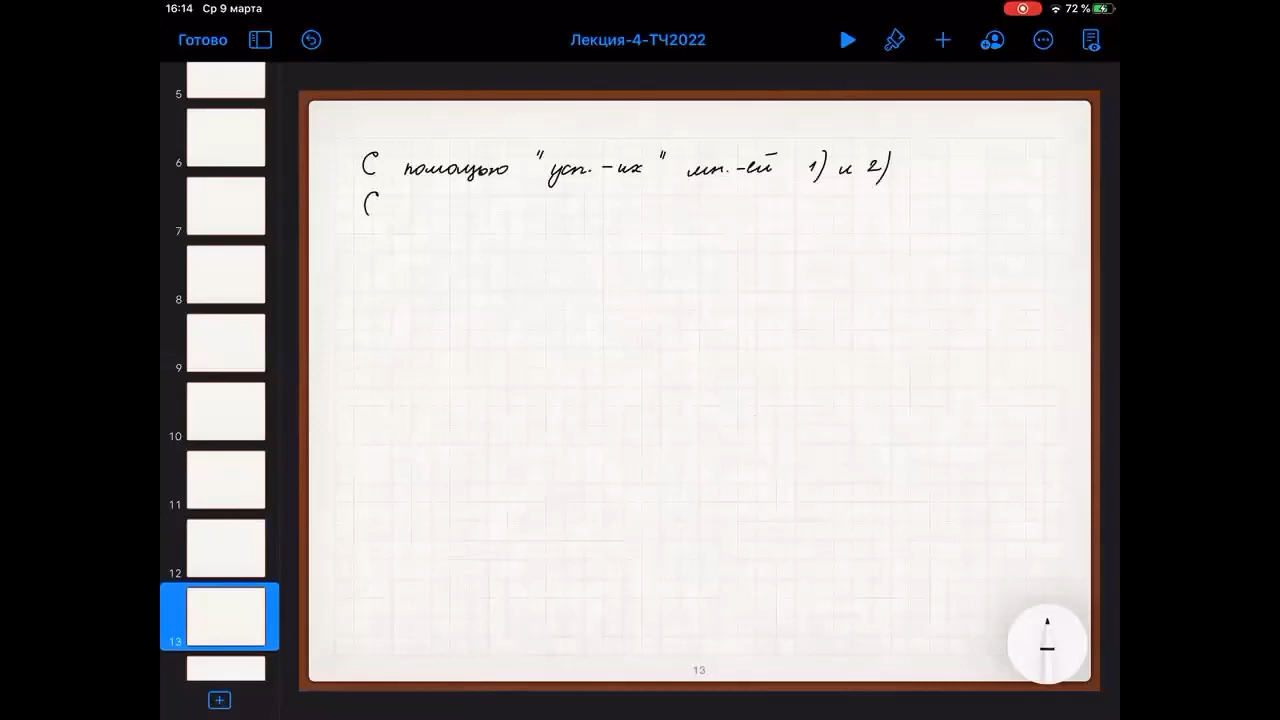 16:14 Ср 9 марта 72 %
Готово Лекция-4-ТЧ2022
5
6
7
8
9
10
11
12
13
С помощью "усп.-их" мн.-ей 1) и 2)
С
13